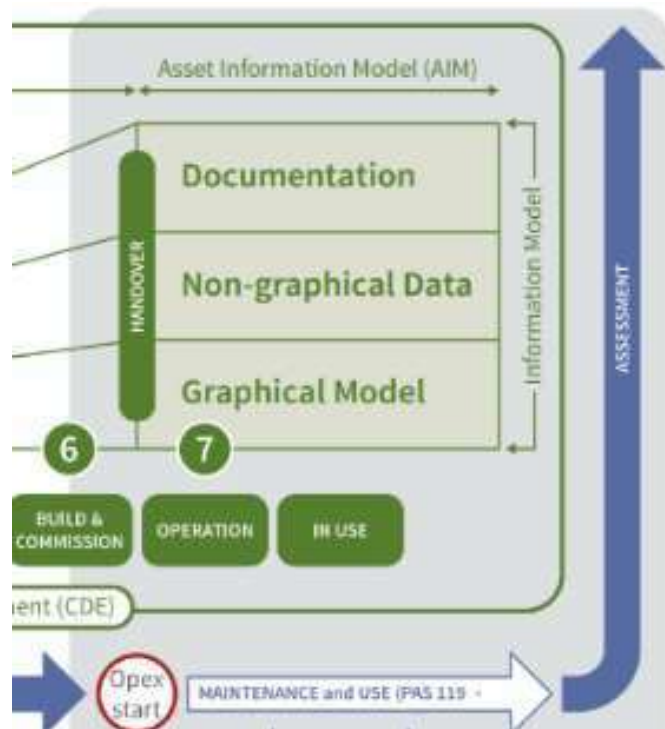 Asset Information Model (AIM)
Documentation
Non-graphical Data
Graphical Model
HANDOVER
Information Model
ASSESSMENT
6
7
BUILD &
COMMISSION
OPERATION
IN USE
ent (CDE)
Opex
start
MAINTENANCE and USE (PAS 119 -